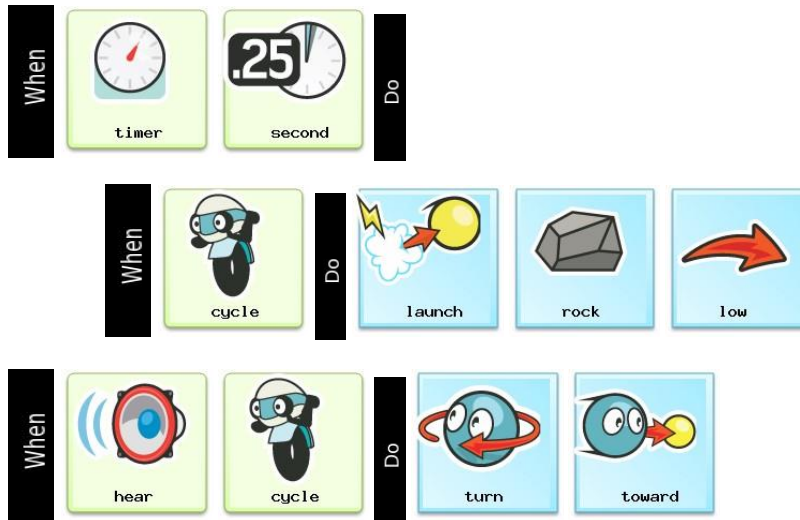 When .25 Do
timer second
When Do
cycle launch rock low
When Do
hear cycle turn toward